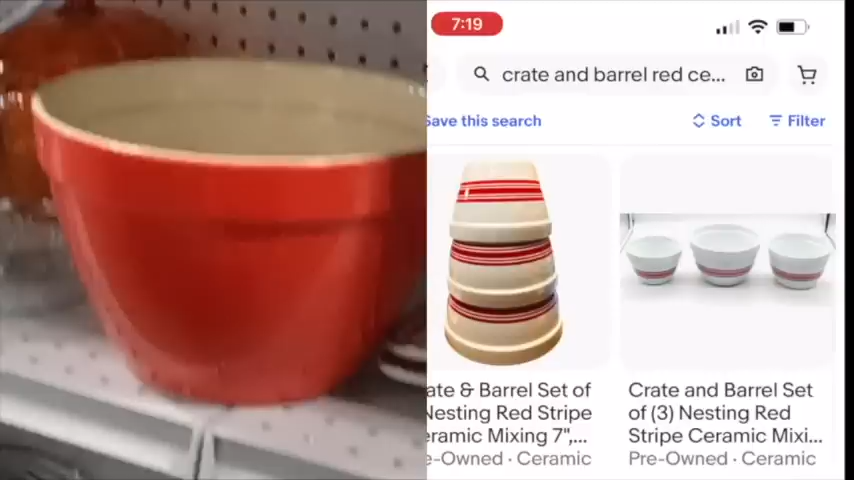 7:19
crate and barrel red ce...
Save this search
Sort
Filter
ate & Barrel Set of
Nesting Red Stripe
eramic Mixing 7",...
e-Owned · Ceramic
Crate and Barrel Set
of (3) Nesting Red
Stripe Ceramic Mixi...
Pre-Owned · Ceramic